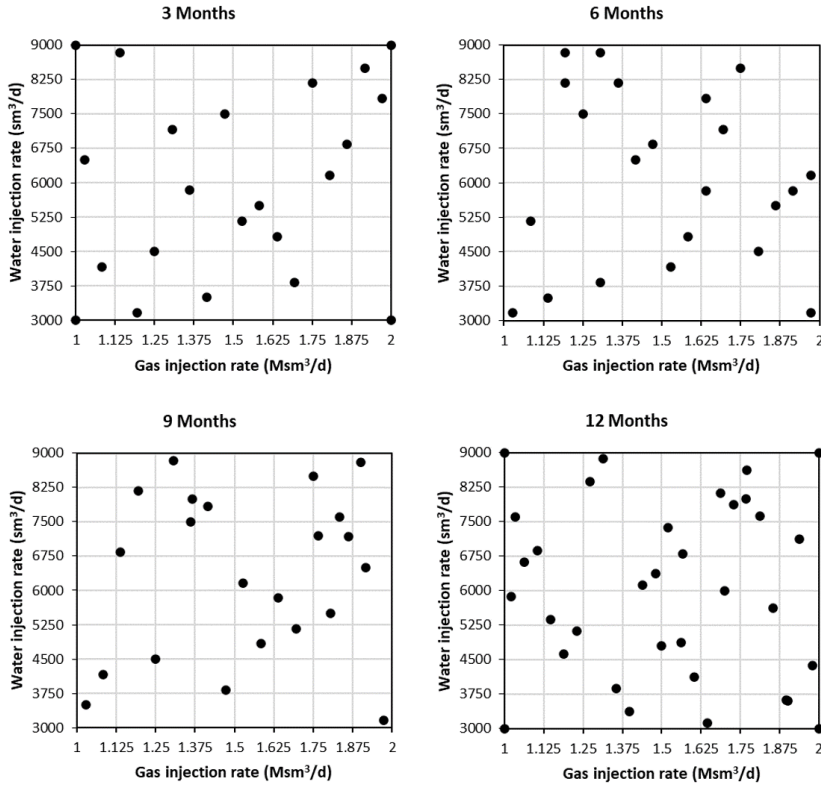 3 Months
9000
8250
7500
6750
6000
5250
4500
3750
3000
Water injection rate (sm³/d)
1 1.125 1.25 1.375 1.5 1.625 1.75 1.875 2
Gas injection rate (Msm³/d)
6 Months
9000
8250
7500
6750
6000
5250
4500
3750
3000
Water injection rate (sm³/d)
1 1.125 1.25 1.375 1.5 1.625 1.75 1.875 2
Gas injection rate (Msm³/d)
9 Months
9000
8250
7500
6750
6000
5250
4500
3750
3000
Water injection rate (sm³/d)
1 1.125 1.25 1.375 1.5 1.625 1.75 1.875 2
Gas injection rate (Msm³/d)
12 Months
9000
8250
7500
6750
6000
5250
4500
3750
3000
Water injection rate (sm³/d)
1 1.125 1.25 1.375 1.5 1.625 1.75 1.875 2
Gas injection rate (Msm³/d)